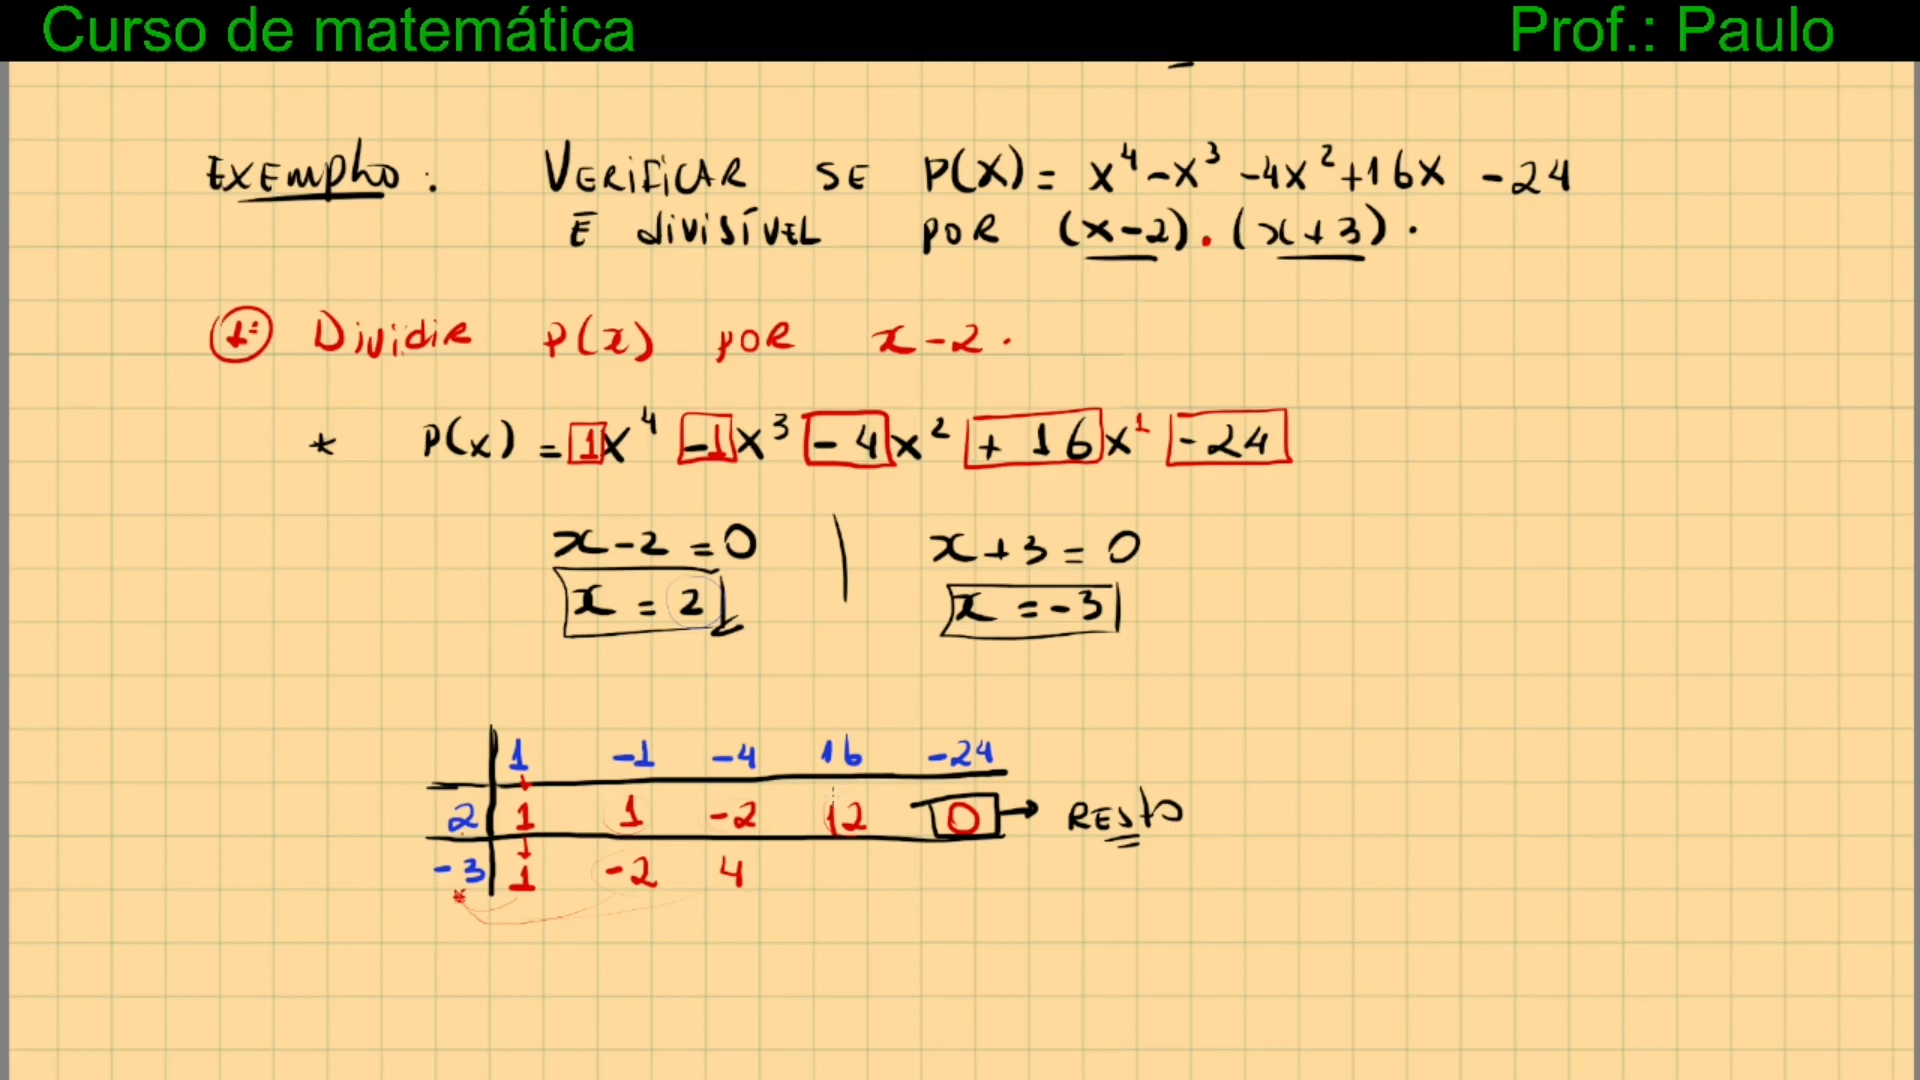 Curso de matemática Prof.: Paulo
EXEMplo: VERIFICAR SE P(X) = X⁴-X³-4X²+16X-24
E divisível POR (x-2).(x+3).
1º Dividir P(x) por x-2.
* P(x) = 1x⁴ -1x³ -4x² +16x¹ -24
x-2=0 | x+3=0
x=2 x=-3
1 -1 -4 16 -24
2 1 1 -2 12 0 → RESTO
-3 1 -2 4